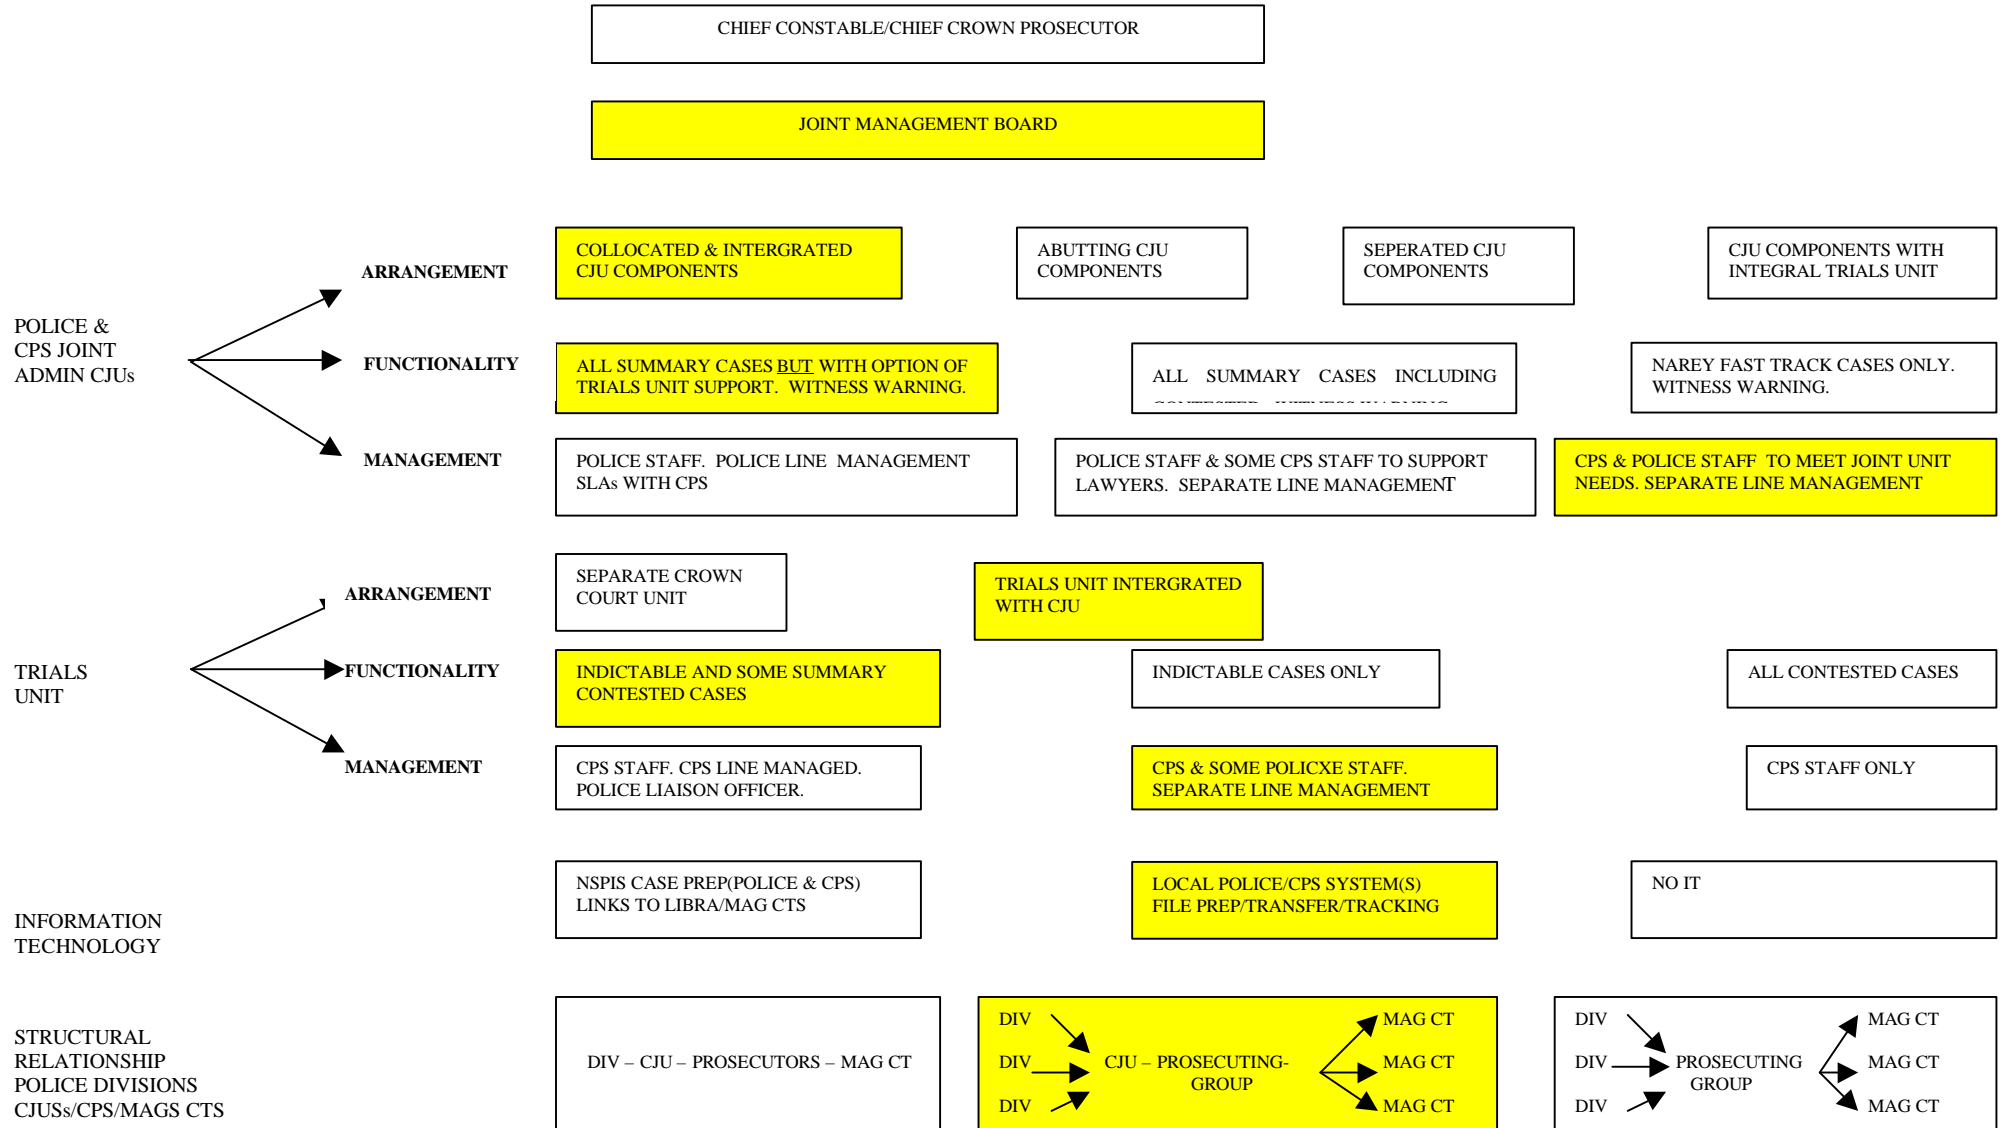 CHIEF CONSTABLE/CHIEF CROWN PROSECUTOR
JOINT MANAGEMENT BOARD
POLICE &
CPS JOINT
ADMIN CJUs
ARRANGEMENT
COLLOCATED & INTERGRATED
CJU COMPONENTS
ABUTTING CJU
COMPONENTS
SEPERATED CJU
COMPONENTS
CJU COMPONENTS WITH
INTEGRAL TRIALS UNIT
FUNCTIONALITY
ALL SUMMARY CASES BUT WITH OPTION OF
TRIALS UNIT SUPPORT. WITNESS WARNING.
ALL SUMMARY CASES INCLUDING
NAREY FAST TRACK CASES ONLY.
WITNESS WARNING.
MANAGEMENT
POLICE STAFF. POLICE LINE MANAGEMENT
SLAs WITH CPS
POLICE STAFF & SOME CPS STAFF TO SUPPORT
LAWYERS. SEPARATE LINE MANAGEMENT
CPS & POLICE STAFF TO MEET JOINT UNIT
NEEDS. SEPARATE LINE MANAGEMENT
TRIALS
UNIT
ARRANGEMENT
SEPARATE CROWN
COURT UNIT
TRIALS UNIT INTERGRATED
WITH CJU
FUNCTIONALITY
INDICTABLE AND SOME SUMMARY
CONTESTED CASES
INDICTABLE CASES ONLY
ALL CONTESTED CASES
MANAGEMENT
CPS STAFF. CPS LINE MANAGED.
POLICE LIAISON OFFICER.
CPS & SOME POLICXE STAFF.
SEPARATE LINE MANAGEMENT
CPS STAFF ONLY
INFORMATION
TECHNOLOGY
NSPIS CASE PREP(POLICE & CPS)
LINKS TO LIBRA/MAG CTS
LOCAL POLICE/CPS SYSTEM(S)
FILE PREP/TRANSFER/TRACKING
NO IT
STRUCTURAL
RELATIONSHIP
POLICE DIVISIONS
CJUSs/CPS/MAGS CTS
DIV – CJU – PROSECUTORS – MAG CT
DIV
DIV
DIV
CJU – PROSECUTING-
GROUP
MAG CT
MAG CT
MAG CT
DIV
DIV
DIV
PROSECUTING
GROUP
MAG CT
MAG CT
MAG CT